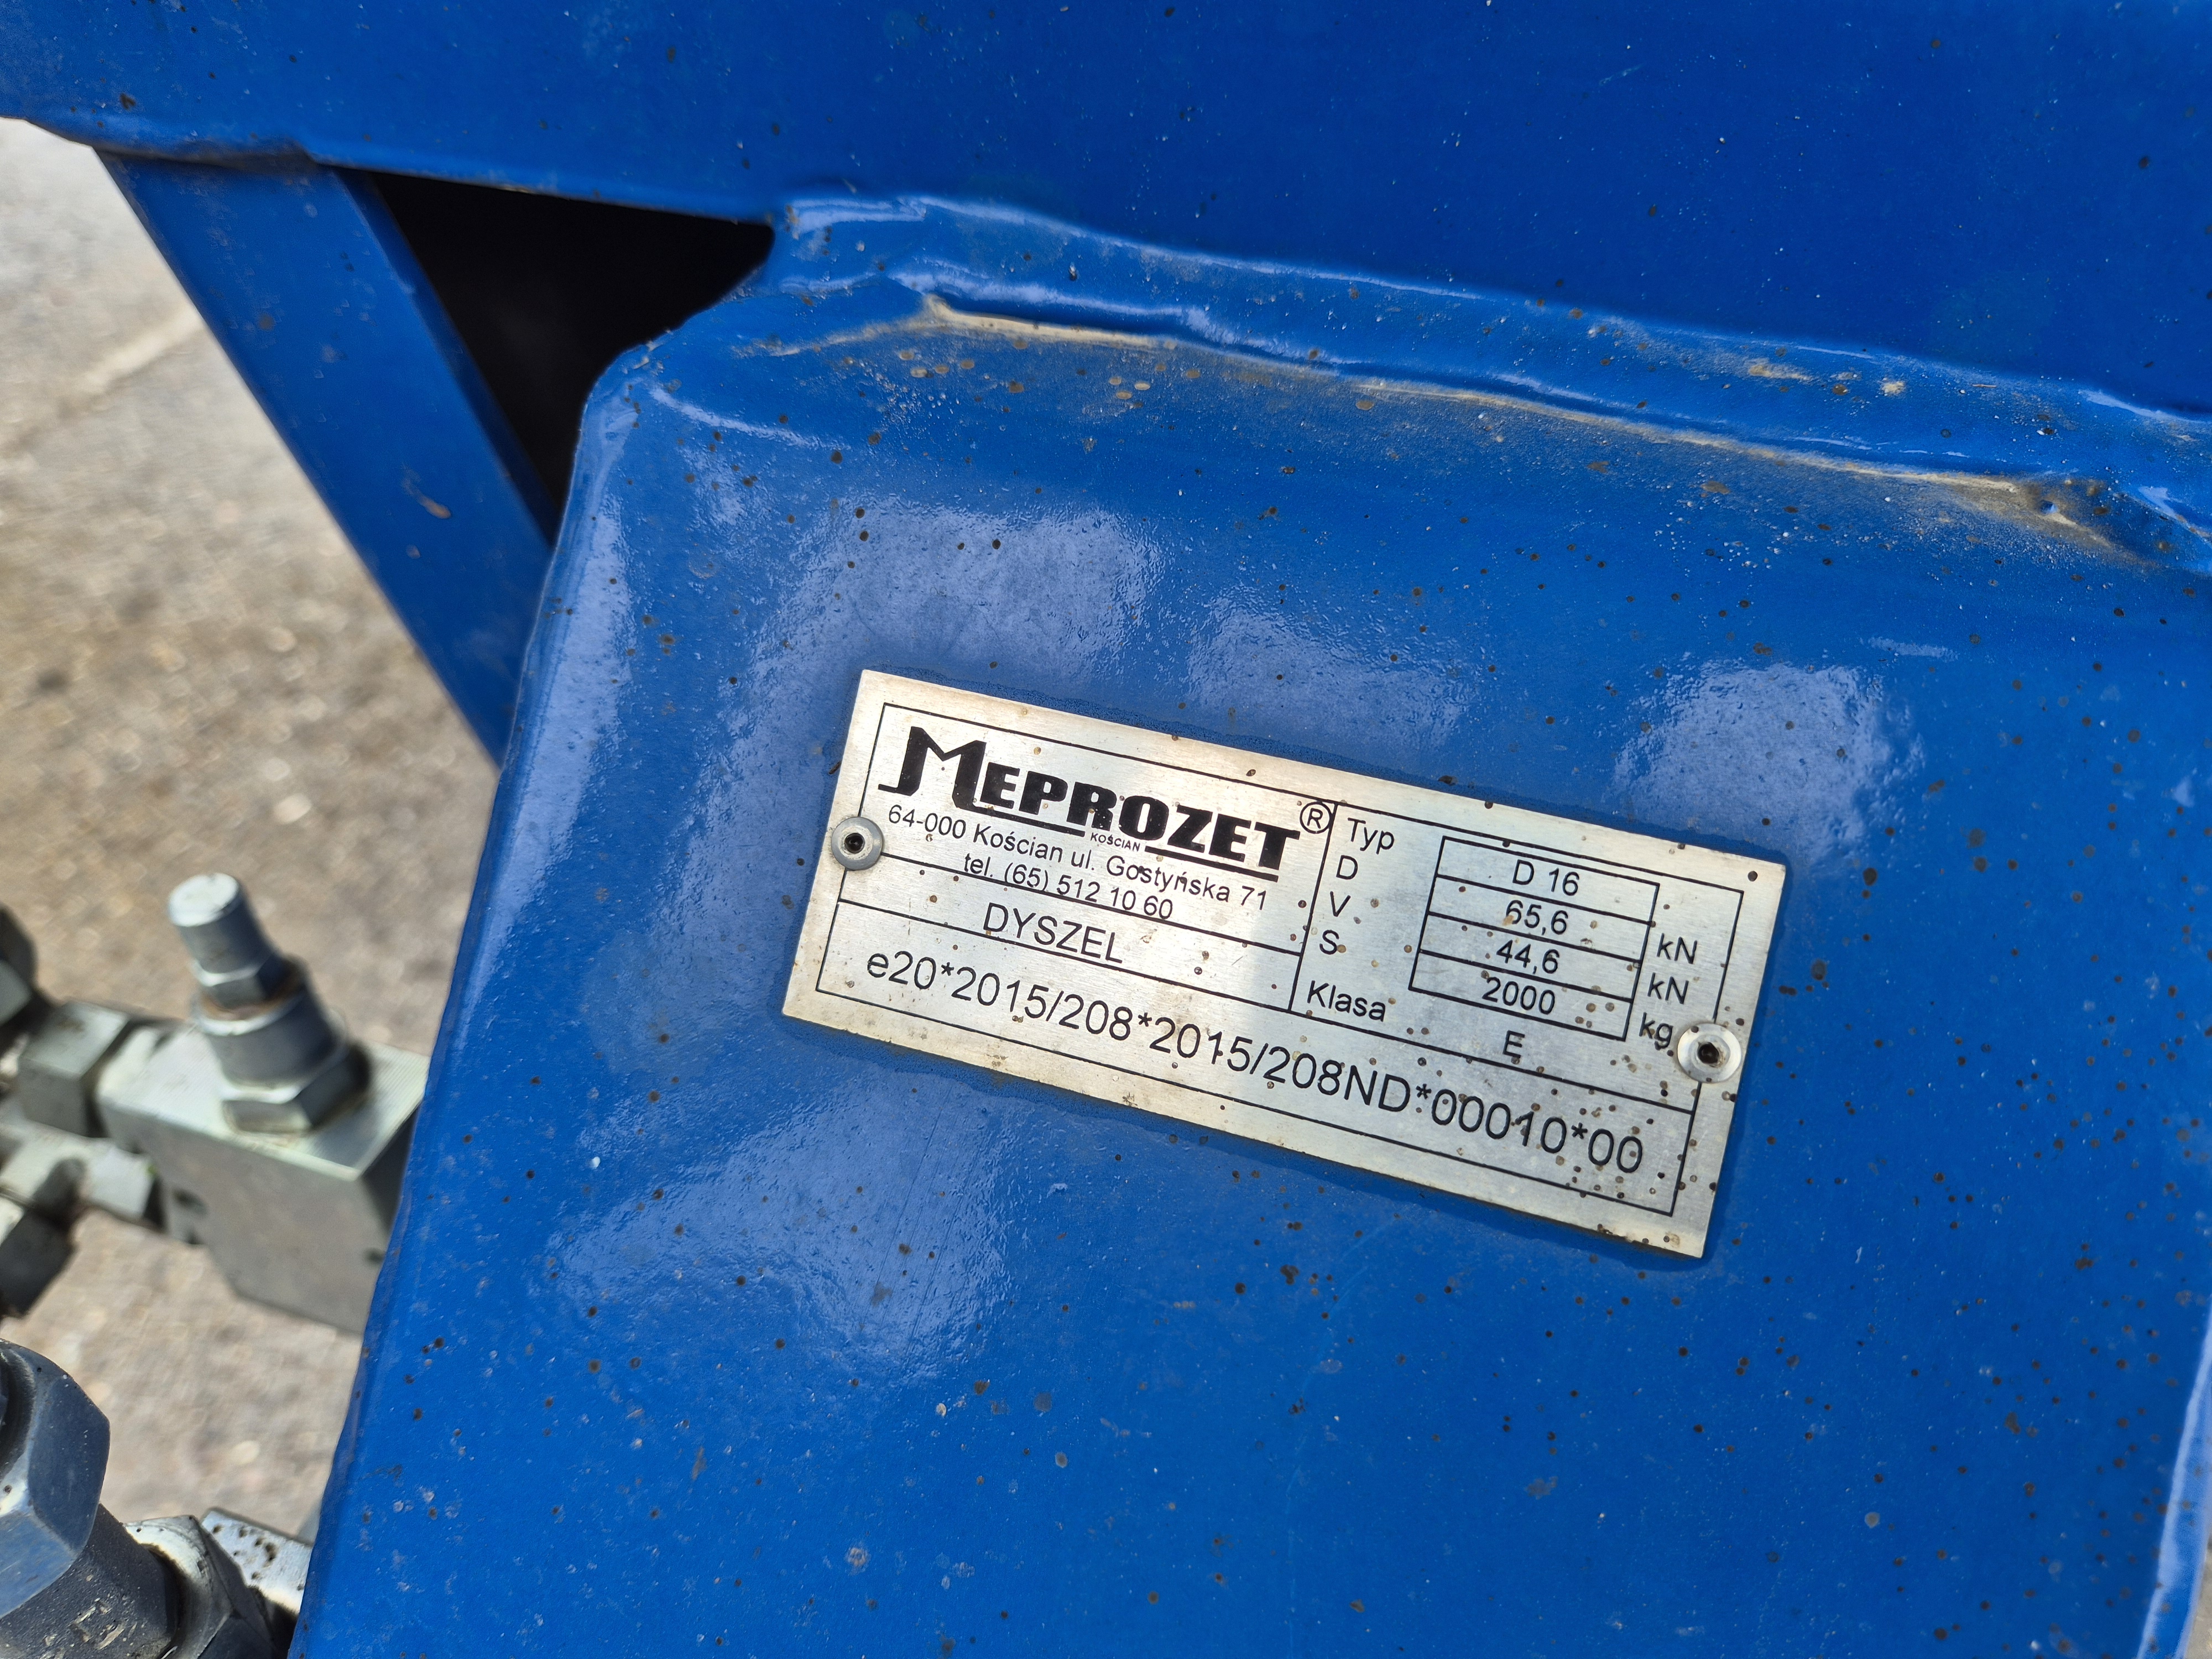 MEPROZET®
KOŚCIAN
64-000 Kościan ul. Gostyńska 71
tel. (65) 512 10 60
DYSZEL
Typ D 16
D 65,6 kN
V 44,6 kN
S 2000 kg
Klasa E
e20*2015/208*2015/208ND*00010*00